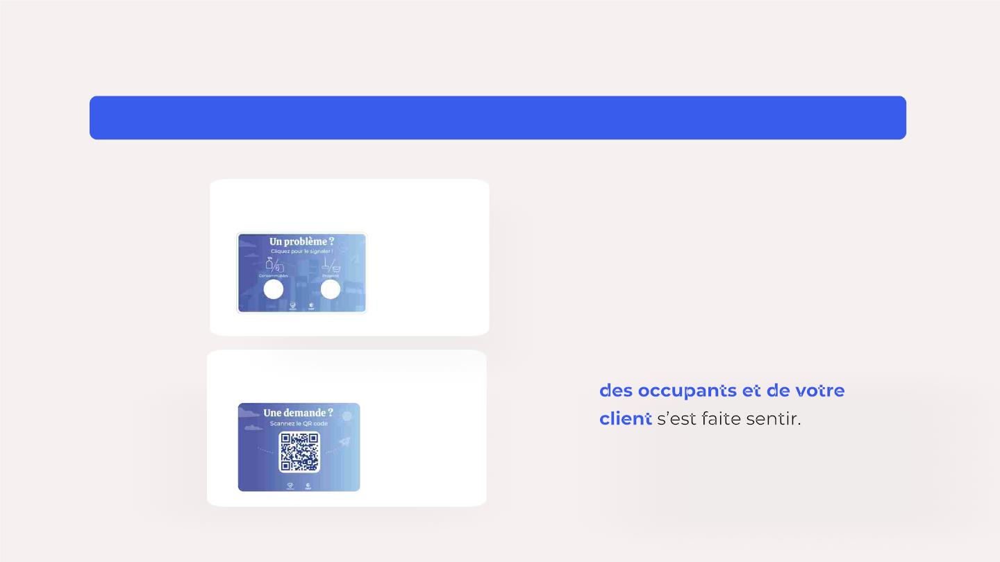 Un problème ?
Cliquez pour le signaler !
Consommables
Propreté
Une demande ?
Scannez le QR code
des occupants et de votre
client s’est faite sentir.